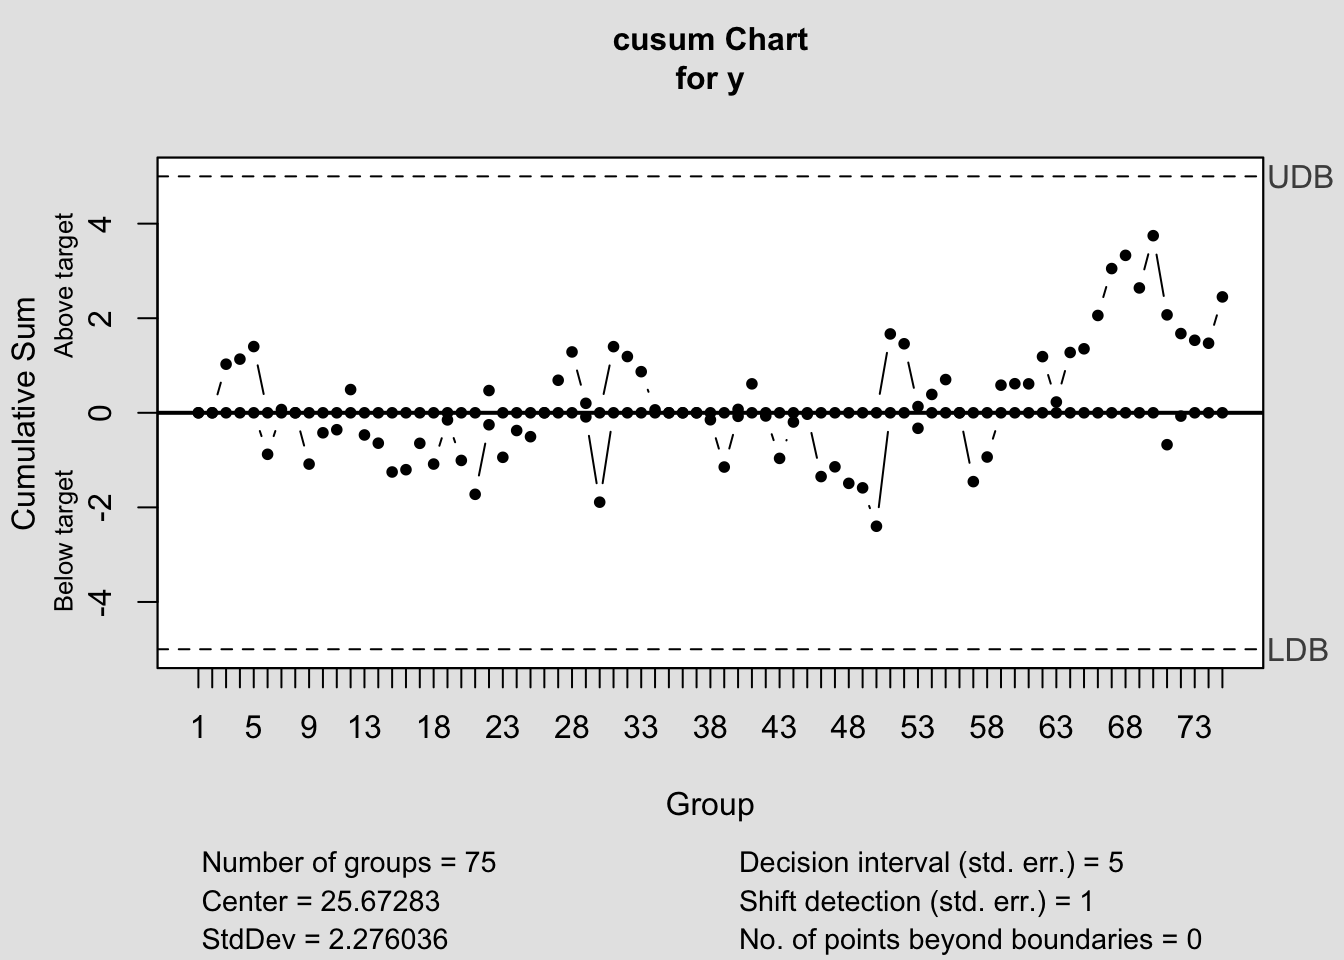 cusum Chart
for y
UDB
LDB
Cumulative Sum
Above target
Below target
4
2
0
-2
-4
1 5 9 13 18 23 28 33 38 43 48 53 58 63 68 73
Group
Number of groups = 75
Center = 25.67283
StdDev = 2.276036
Decision interval (std. err.) = 5
Shift detection (std. err.) = 1
No. of points beyond boundaries = 0